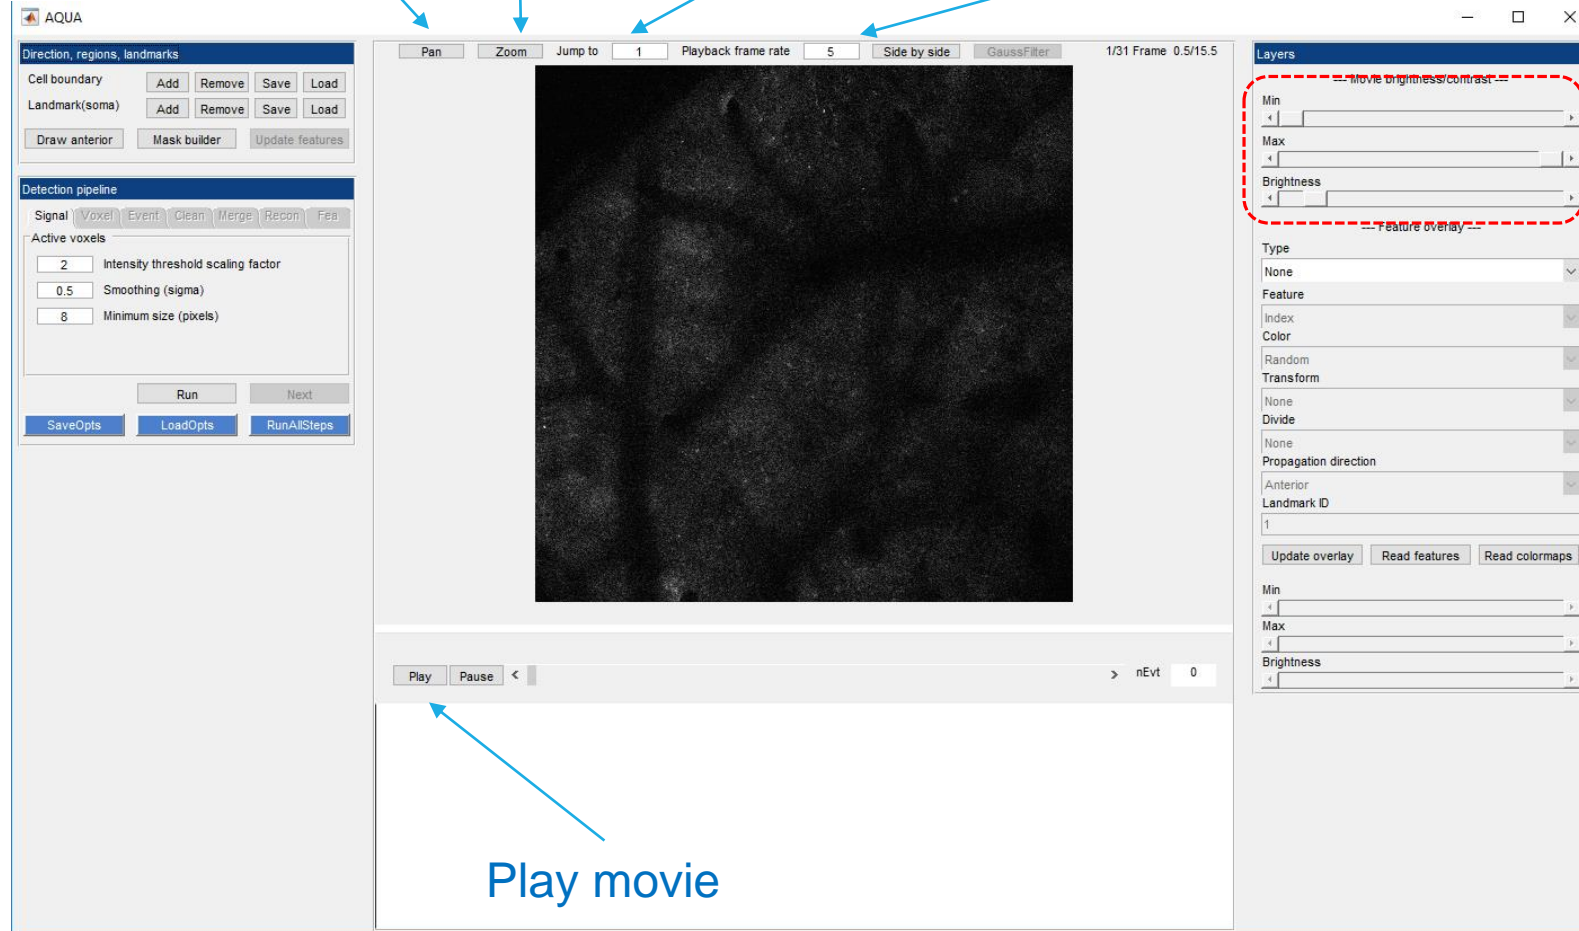 AQUA
Direction, regions, landmarks
Cell boundary Add Remove Save Load
Landmark(soma) Add Remove Save Load
Draw anterior Mask builder Update features
Detection pipeline
Signal Voxel Event Clean Merge Recon Fea
Active voxels
2 Intensity threshold scaling factor
0.5 Smoothing (sigma)
8 Minimum size (pixels)
Run Next
SaveOpts LoadOpts RunAllSteps
Pan Zoom Jump to 1 Playback frame rate 5 Side by side GaussFilter 1/31 Frame 0.5/15.5
Play Pause < > nEvt 0
Play movie
Layers
--- Movie brightness/contrast ---
Min
Max
Brightness
--- Feature overlay ---
Type
None
Feature
Index
Color
Random
Transform
None
Divide
None
Propagation direction
Anterior
Landmark ID
1
Update overlay Read features Read colormaps
Min
Max
Brightness